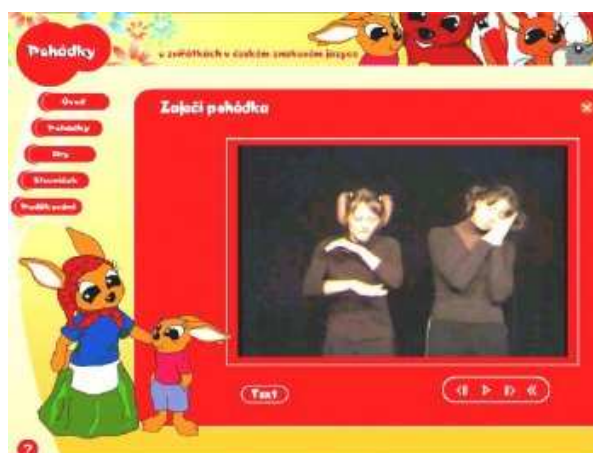 Pohádky
o zvířátkách v českém znakovém jazyce
Úvod
Pohádky
Hry
Slovníček
Poděkování
Zaječí pohádka
Text
?